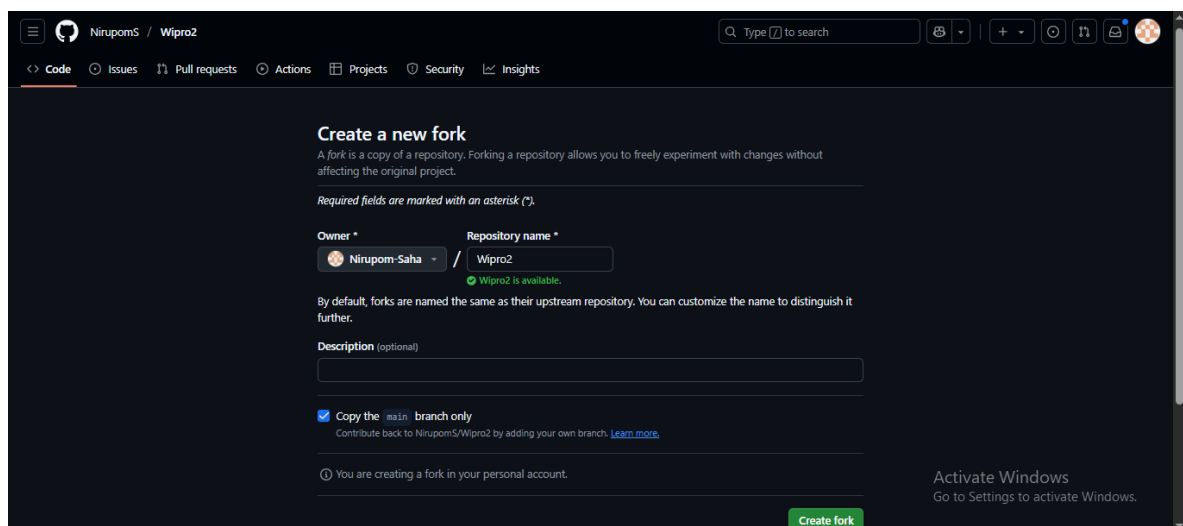 NirupomS / Wipro2
Type / to search
Code Issues Pull requests Actions Projects Security Insights
Create a new fork
A fork is a copy of a repository. Forking a repository allows you to freely experiment with changes without
affecting the original project.
Required fields are marked with an asterisk (*).
Owner * Repository name *
Nirupom-Saha / Wipro2
Wipro2 is available.
By default, forks are named the same as their upstream repository. You can customize the name to distinguish it
further.
Description (optional)
Copy the main branch only
Contribute back to NirupomS/Wipro2 by adding your own branch. Learn more.
You are creating a fork in your personal account.
Activate Windows
Go to Settings to activate Windows.
Create fork